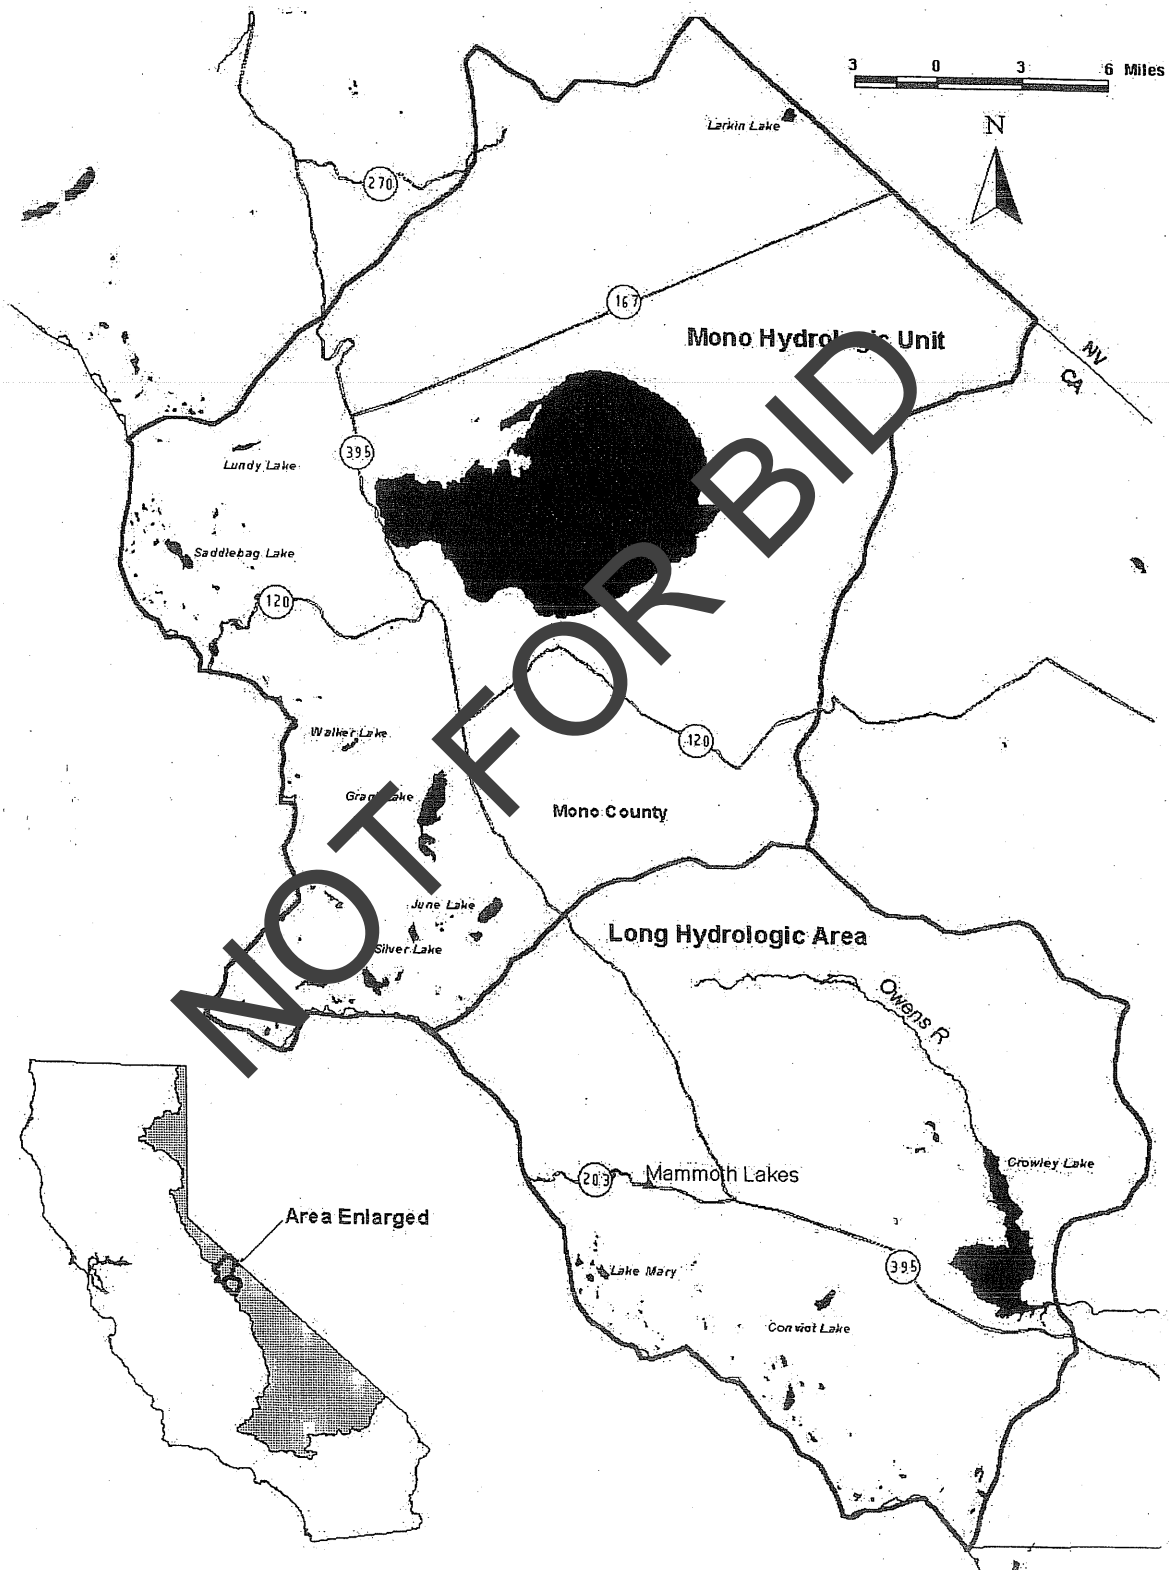 3 0 3 6 Miles
Larkin Lake
N
270
167
Mono Hydrologic Unit
NV
CA
395
Lundy Lake
Saddlebag Lake
120
Walker Lake
120
Grant Lake
Mono County
June Lake
Long Hydrologic Area
Silver Lake
Owens R
NOT FOR BID
Crowley Lake
203
Mammoth Lakes
Area Enlarged
Lake Mary
395
Convict Lake